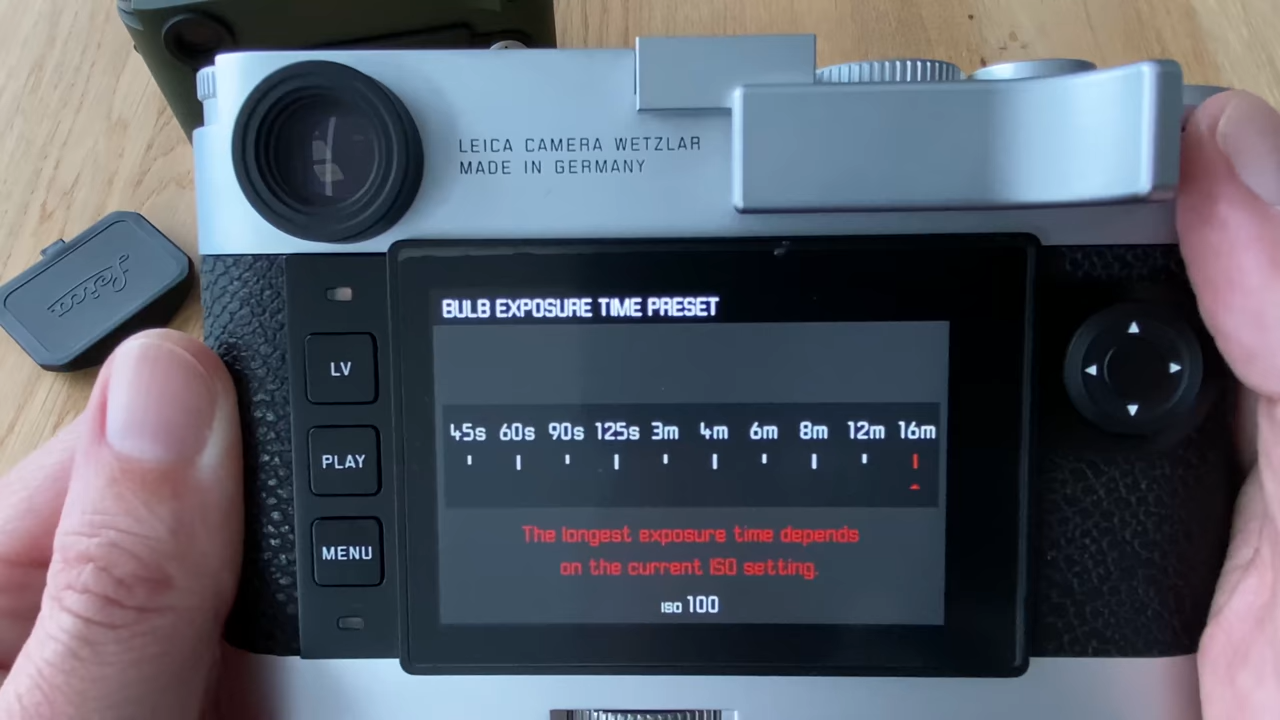 LEICA CAMERA WETZLAR
MADE IN GERMANY
Leica
BULB EXPOSURE TIME PRESET
LV
45s 60s 90s 125s 3m 4m 6m 8m 12m 16m
PLAY
The longest exposure time depends
on the current ISO setting.
MENU
ISO 100